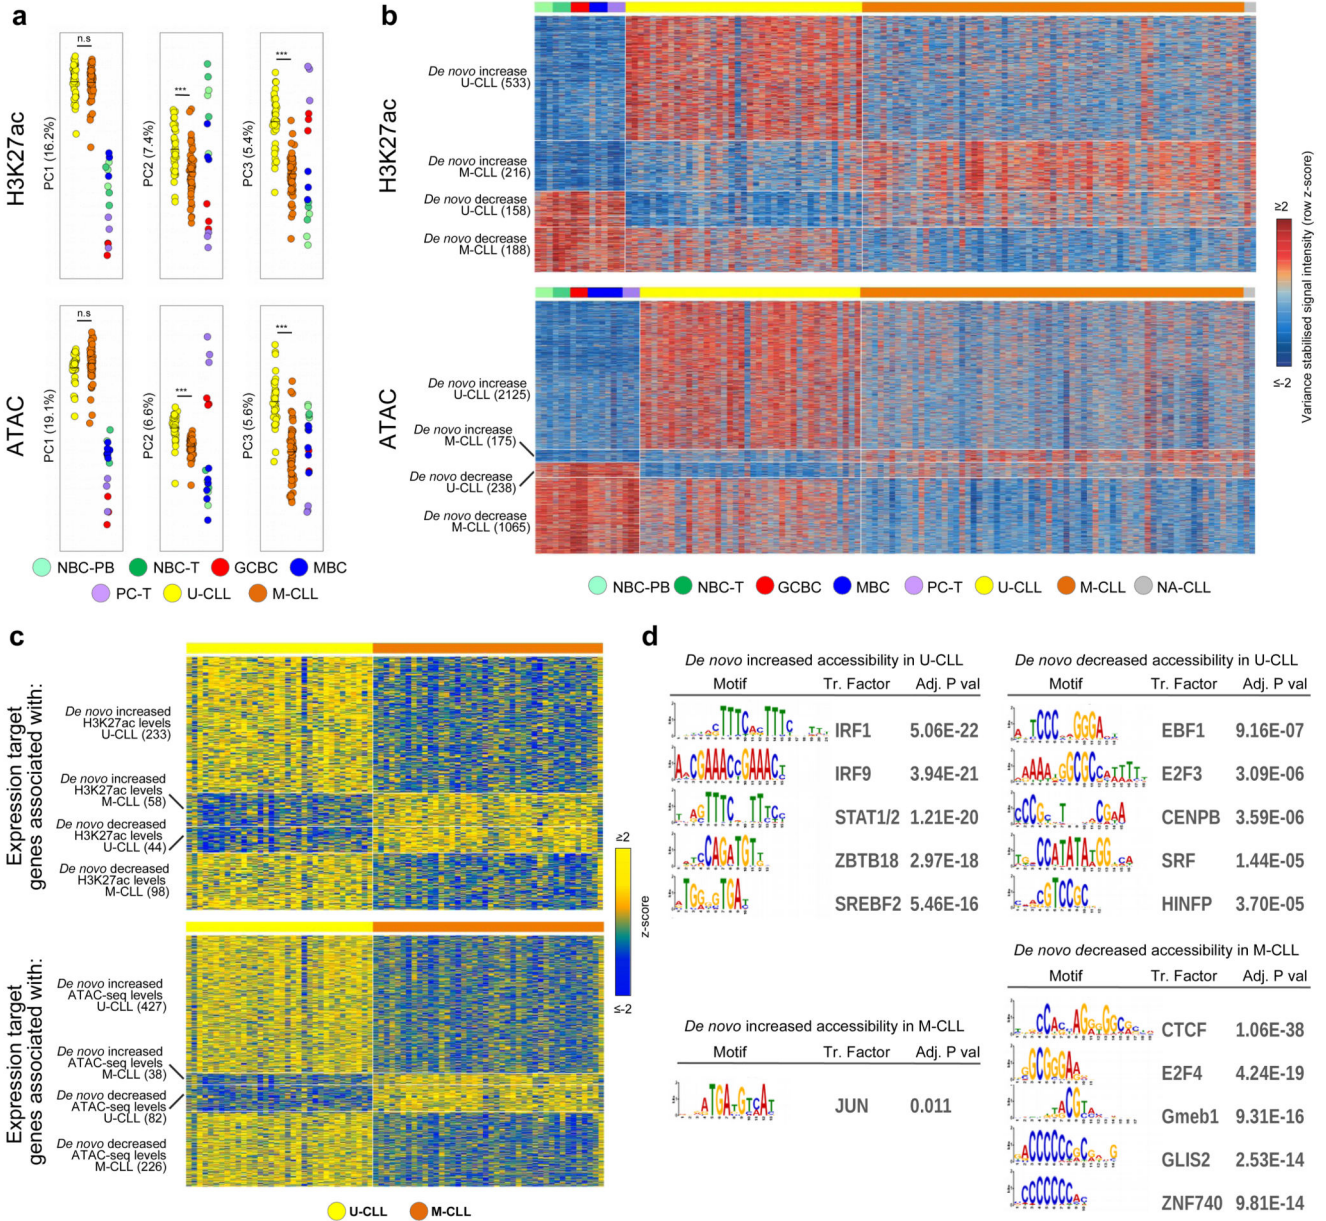 a
H3K27ac
PC1 (16.2%)
n.s
PC2 (7.4%)
***
PC3 (5.4%)
***
ATAC
PC1 (19.1%)
n.s
PC2 (6.6%)
***
PC3 (5.6%)
***
NBC-PB NBC-T GCBC MBC
PC-T U-CLL M-CLL
b
H3K27ac
De novo increase
U-CLL (533)
De novo increase
M-CLL (216)
De novo decrease
U-CLL (158)
De novo decrease
M-CLL (188)
ATAC
De novo increase
U-CLL (2125)
De novo increase
M-CLL (175)
De novo decrease
U-CLL (238)
De novo decrease
M-CLL (1065)
≥2
≤-2
Variance stabilised signal intensity (row z-score)
NBC-PB NBC-T GCBC MBC PC-T U-CLL M-CLL NA-CLL
c
Expression target
genes associated with:
De novo increased
H3K27ac levels
U-CLL (233)
De novo increased
H3K27ac levels
M-CLL (58)
De novo decreased
H3K27ac levels
U-CLL (44)
De novo decreased
H3K27ac levels
M-CLL (98)
Expression target
genes associated with:
De novo increased
ATAC-seq levels
U-CLL (427)
De novo increased
ATAC-seq levels
M-CLL (38)
De novo decreased
ATAC-seq levels
U-CLL (82)
De novo decreased
ATAC-seq levels
M-CLL (226)
≥2
≤-2
z-score
U-CLL M-CLL
d
De novo increased accessibility in U-CLL
Motif Tr. Factor Adj. P val
IRF1 5.06E-22
IRF9 3.94E-21
STAT1/2 1.21E-20
ZBTB18 2.97E-18
SREBF2 5.46E-16
De novo increased accessibility in M-CLL
Motif Tr. Factor Adj. P val
JUN 0.011
De novo decreased accessibility in U-CLL
Motif Tr. Factor Adj. P val
EBF1 9.16E-07
E2F3 3.09E-06
CENPB 3.59E-06
SRF 1.44E-05
HINFP 3.70E-05
De novo decreased accessibility in M-CLL
Motif Tr. Factor Adj. P val
CTCF 1.06E-38
E2F4 4.24E-19
Gmeb1 9.31E-16
GLIS2 2.53E-14
ZNF740 9.81E-14